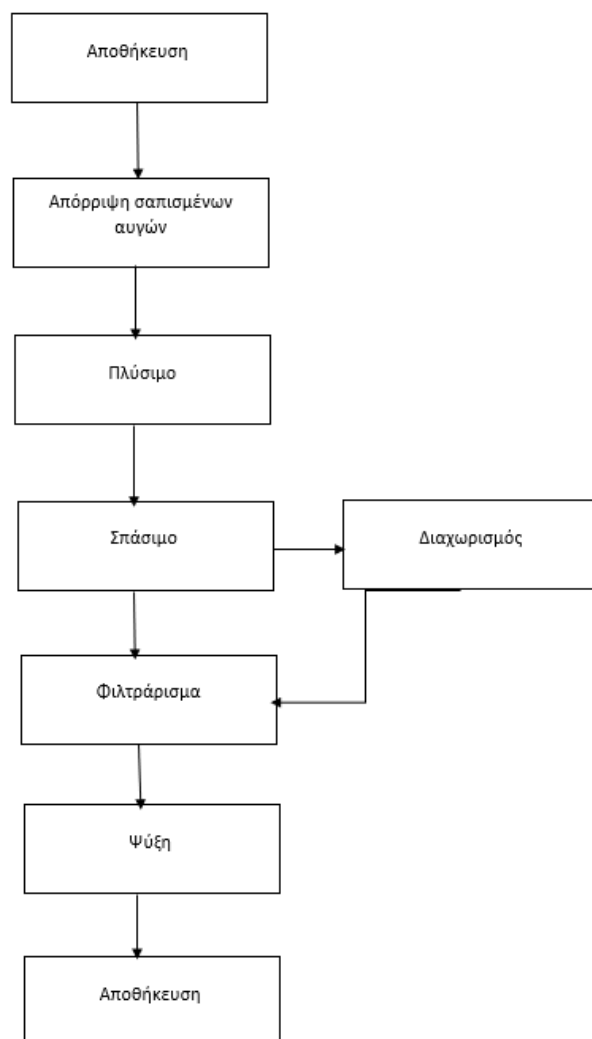 Αποθήκευση
Απόρριψη σαπισμένων
αυγών
Πλύσιμο
Σπάσιμο
Διαχωρισμός
Φιλτράρισμα
Ψύξη
Αποθήκευση